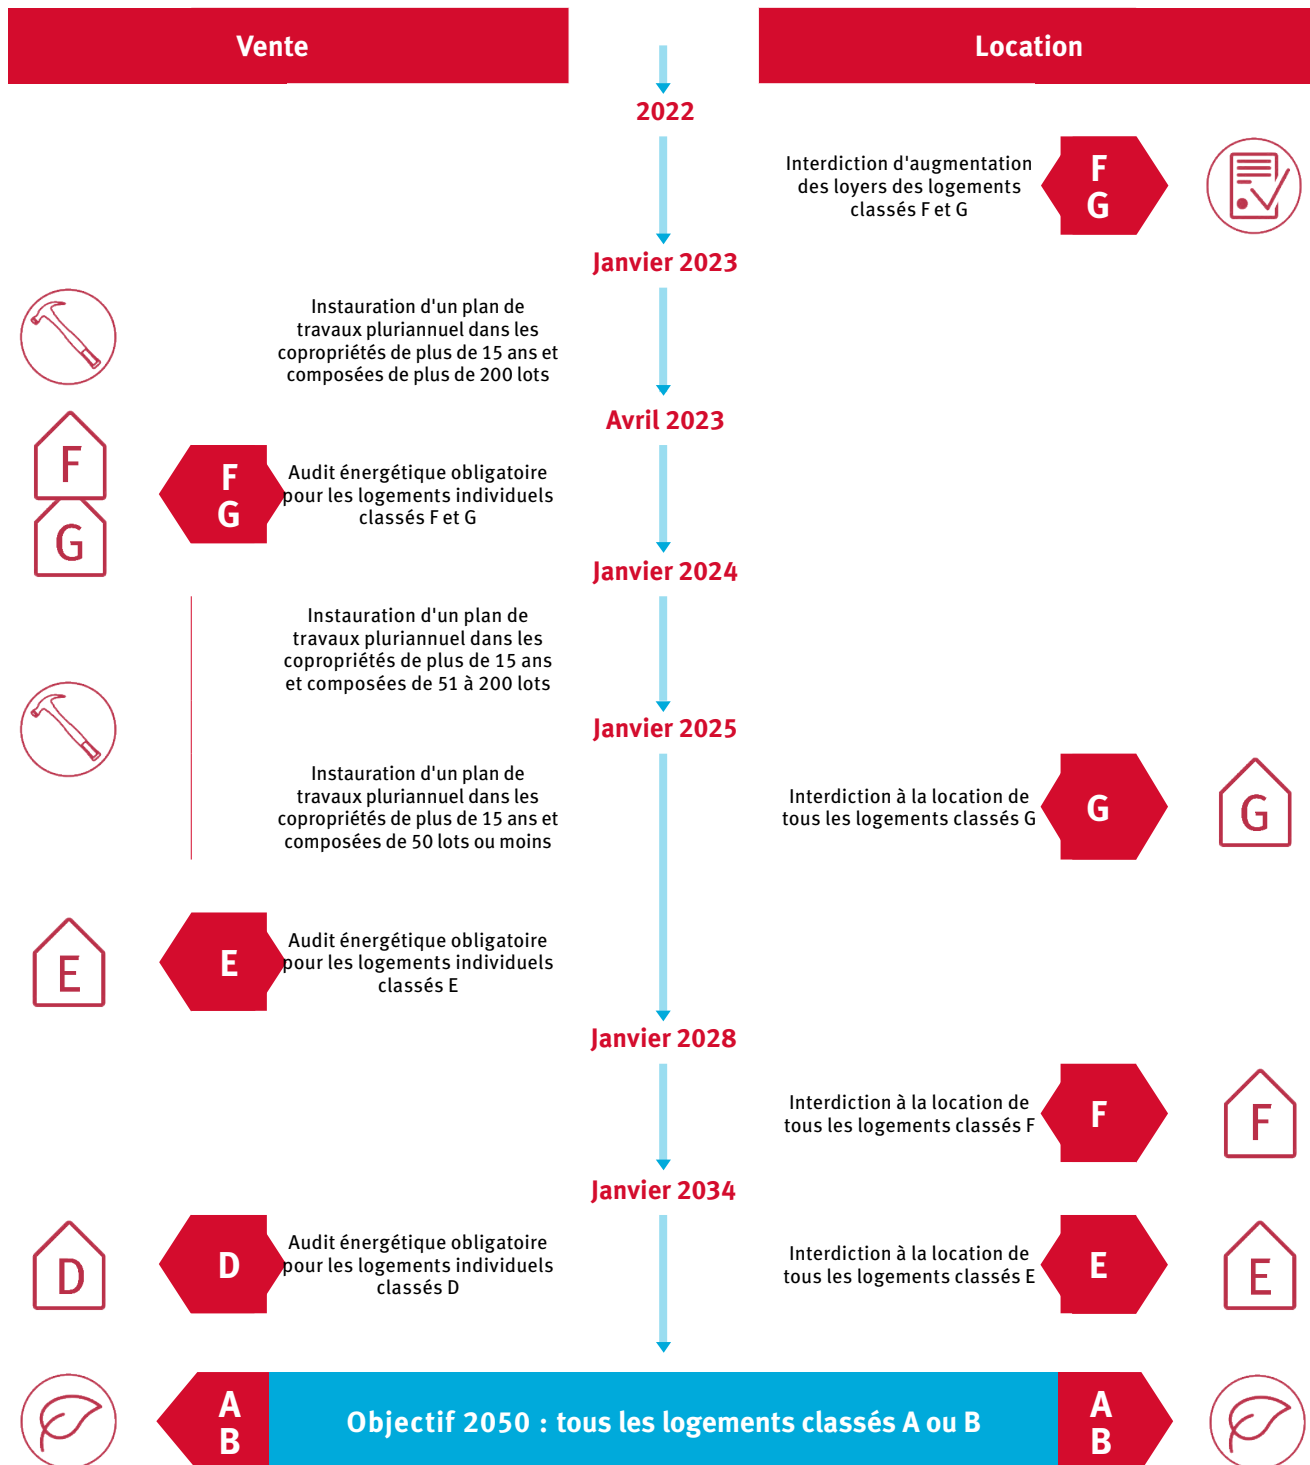 Vente
Location
2022
Interdiction d'augmentation
des loyers des logements
classés F et G
F
G
Janvier 2023
Instauration d'un plan de
travaux pluriannuel dans les
copropriétés de plus de 15 ans et
composées de plus de 200 lots
Avril 2023
F
G
F
G
Audit énergétique obligatoire
pour les logements individuels
classés F et G
Janvier 2024
Instauration d'un plan de
travaux pluriannuel dans les
copropriétés de plus de 15 ans
et composées de 51 à 200 lots
Janvier 2025
Instauration d'un plan de
travaux pluriannuel dans les
copropriétés de plus de 15 ans et
composées de 50 lots ou moins
Interdiction à la location de
tous les logements classés G
G
G
E
E
Audit énergétique obligatoire
pour les logements individuels
classés E
Janvier 2028
Interdiction à la location de
tous les logements classés F
F
F
Janvier 2034
D
D
Audit énergétique obligatoire
pour les logements individuels
classés D
Interdiction à la location de
tous les logements classés E
E
E
A
B
Objectif 2050 : tous les logements classés A ou B
A
B